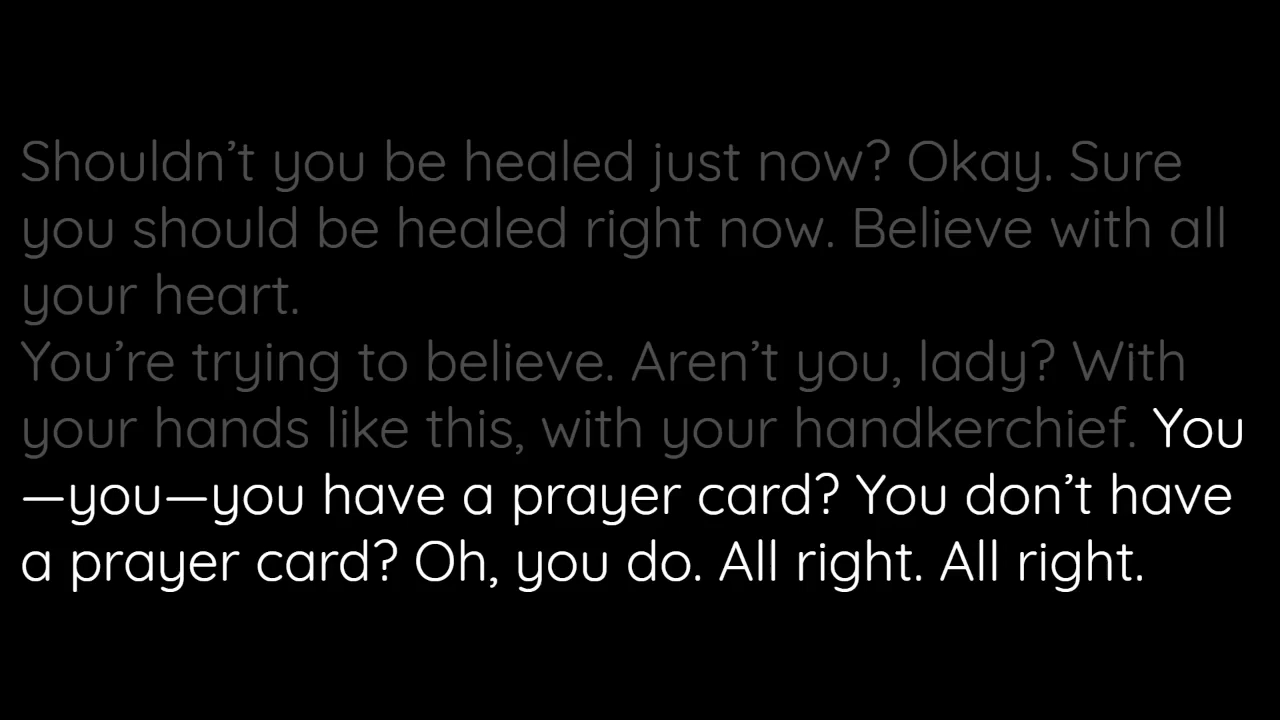 Shouldn’t you be healed just now? Okay. Sure
you should be healed right now. Believe with all
your heart.
You’re trying to believe. Aren’t you, lady? With
your hands like this, with your handkerchief. You
—you—you have a prayer card? You don’t have
a prayer card? Oh, you do. All right. All right.